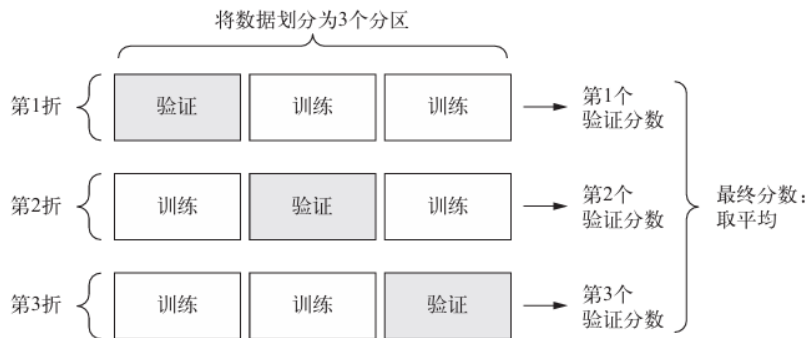 将数据划分为3个分区
第1折
验证
训练
训练
第1个
验证分数
第2折
训练
验证
训练
第2个
验证分数
最终分数：
取平均
第3折
训练
训练
验证
第3个
验证分数